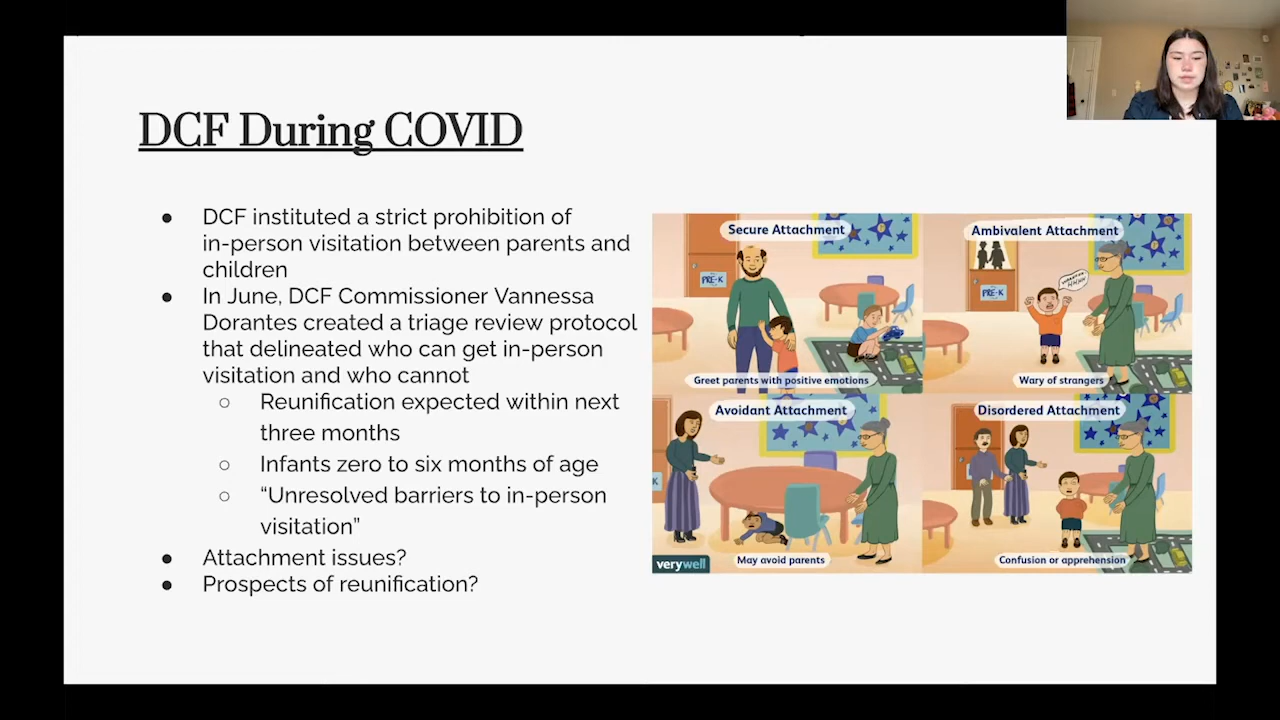 DCF During COVID
● DCF instituted a strict prohibition of
in-person visitation between parents and
children
● In June, DCF Commissioner Vannessa
Dorantes created a triage review protocol
that delineated who can get in-person
visitation and who cannot
○ Reunification expected within next
three months
○ Infants zero to six months of age
○ “Unresolved barriers to in-person
visitation”
● Attachment issues?
● Prospects of reunification?
Secure Attachment
PRE-K
Greet parents with positive emotions
Ambivalent Attachment
PRE-K
Wary of strangers
Avoidant Attachment
K
May avoid parents
verywell
Disordered Attachment
Confusion or apprehension